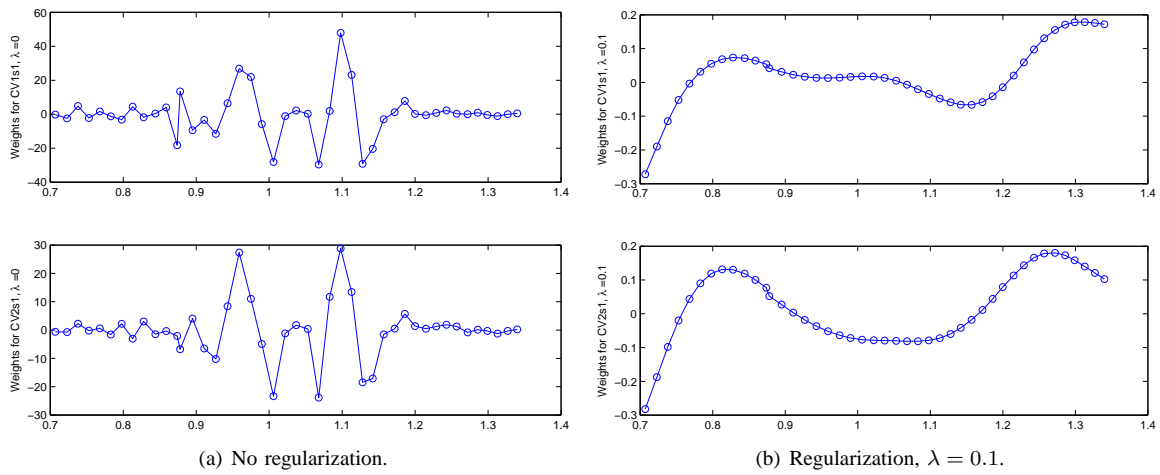 Weights for CV1s1, λ =0
60
40
20
0
−20
−40
0.7 0.8 0.9 1 1.1 1.2 1.3 1.4
Weights for CV2s1, λ =0
30
20
10
0
−10
−20
−30
0.7 0.8 0.9 1 1.1 1.2 1.3 1.4
(a) No regularization.
Weights for CV1s1, λ =0.1
0.2
0.1
0
−0.1
−0.2
−0.3
0.7 0.8 0.9 1 1.1 1.2 1.3 1.4
Weights for CV2s1, λ =0.1
0.2
0.1
0
−0.1
−0.2
−0.3
0.7 0.8 0.9 1 1.1 1.2 1.3 1.4
(b) Regularization, λ = 0.1.